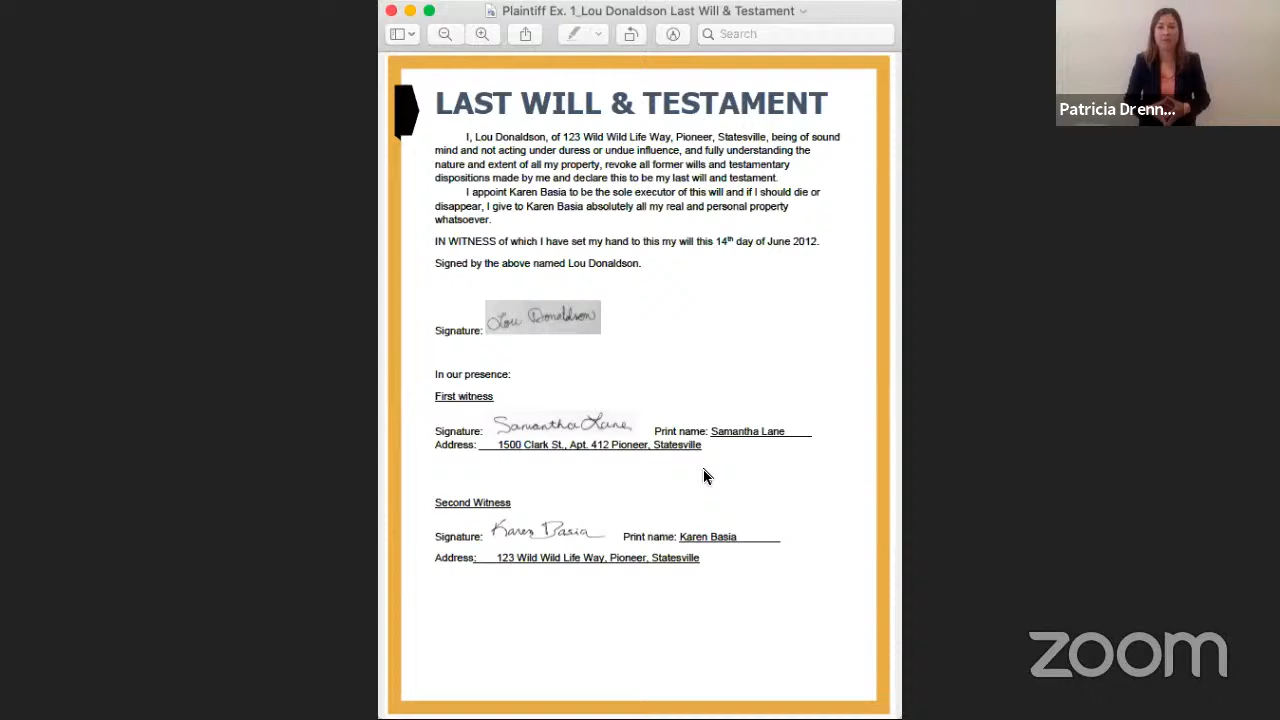 Plaintiff Ex. 1_Lou Donaldson Last Will & Testament
Search
LAST WILL & TESTAMENT
I, Lou Donaldson, of 123 Wild Wild Life Way, Pioneer, Statesville, being of sound
mind and not acting under duress or undue influence, and fully understanding the
nature and extent of all my property, revoke all former wills and testamentary
dispositions made by me and declare this to be my last will and testament.
I appoint Karen Basia to be the sole executor of this will and if I should die or
disappear, I give to Karen Basia absolutely all my real and personal property
whatsoever.
IN WITNESS of which I have set my hand to this my will this 14th day of June 2012.
Signed by the above named Lou Donaldson.
Signature: Lou Donaldson
In our presence:
First witness
Signature: Samantha Lane Print name: Samantha Lane
Address: 1500 Clark St., Apt. 412 Pioneer, Statesville
Second Witness
Signature: Karen Basia Print name: Karen Basia
Address: 123 Wild Wild Life Way, Pioneer, Statesville
Patricia Drenn...
zoom